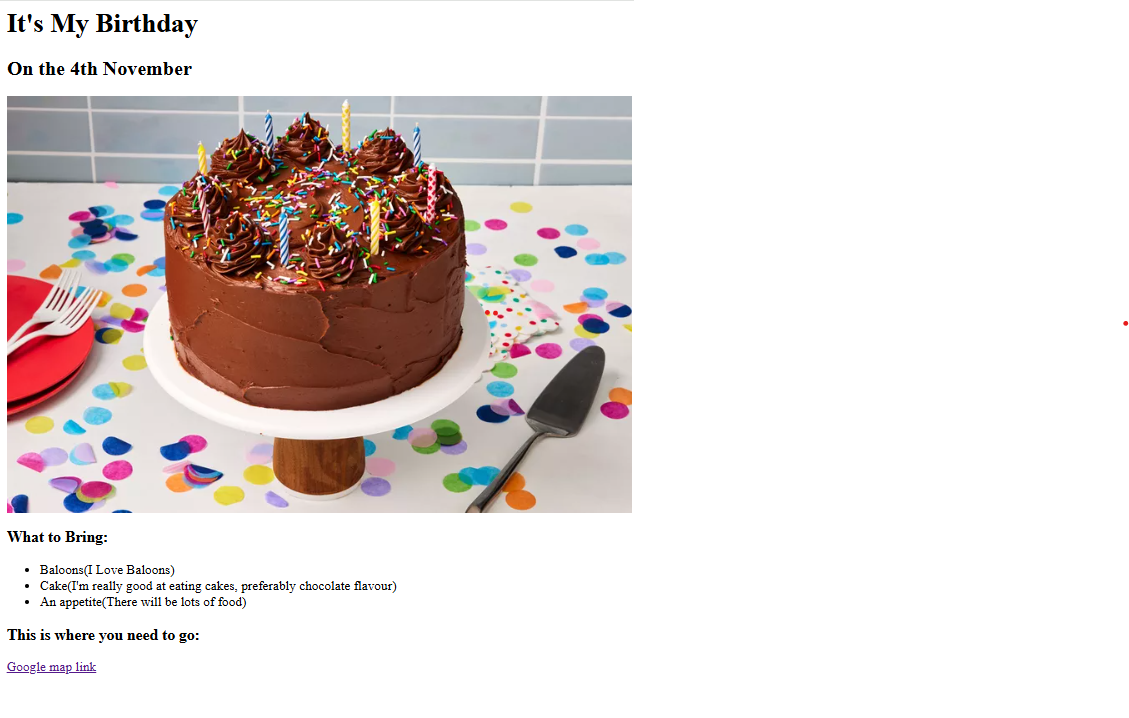 It's My Birthday
On the 4th November
What to Bring:
Baloons(I Love Baloons)
Cake(I'm really good at eating cakes, preferably chocolate flavour)
An appetite(There will be lots of food)
This is where you need to go:
Google map link